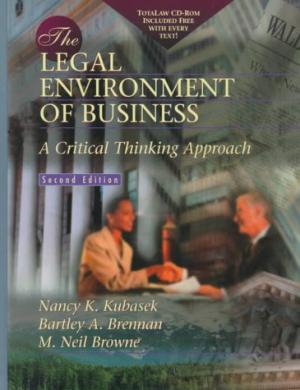 TOTALAW CD-ROM
INCLUDED FREE
WITH EVERY
TEXT!
The
LEGAL
ENVIRONMENT
OF BUSINESS
A Critical Thinking Approach
Second Edition
Nancy K. Kubasek
Bartley A. Brennan
M. Neil Browne
WALL